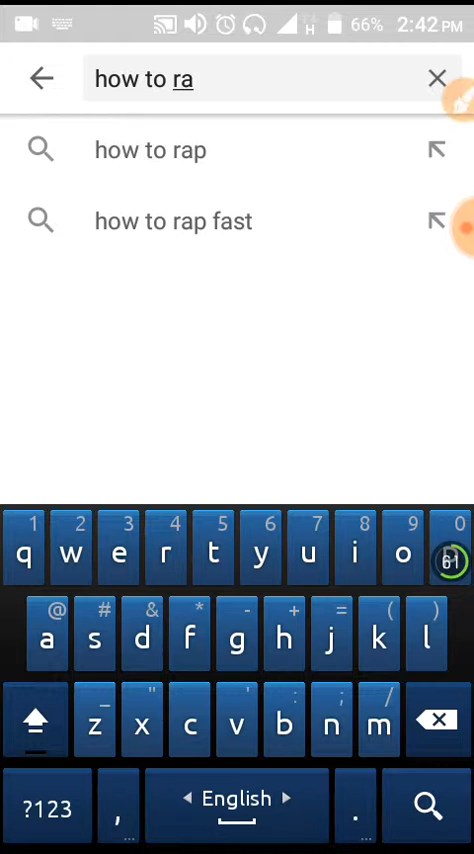 H 66% 2:42 PM
how to ra
how to rap
how to rap fast
1 2 3 4 5 6 7 8 9 0
q w e r t y u i o
61
@ # & * - + = ( )
a s d f g h j k l
_ " ' : ; /
z x c v b n m
?123 , English .